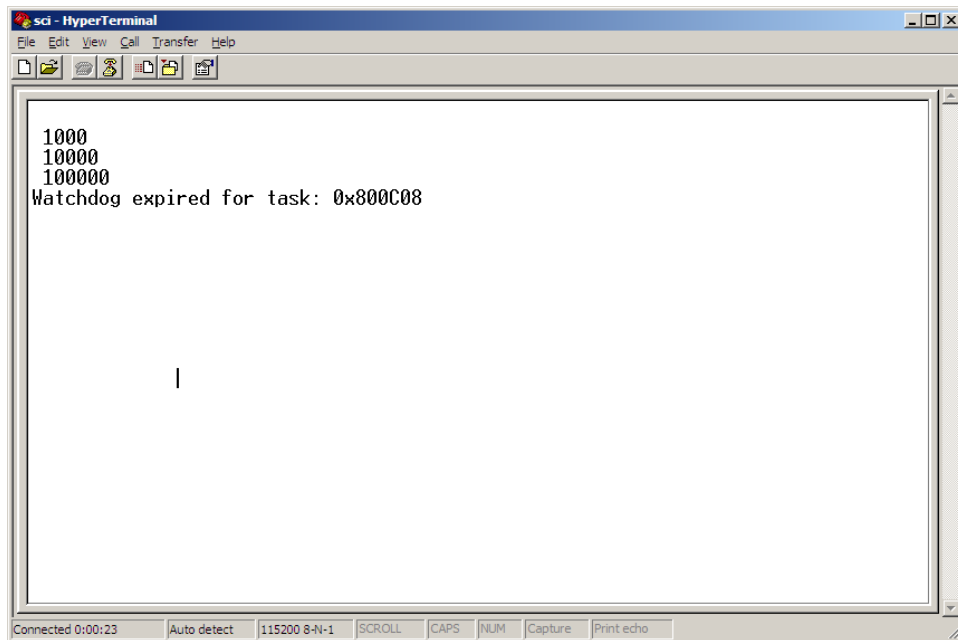 sci - HyperTerminal
File Edit View Call Transfer Help
1000
10000
100000
Watchdog expired for task: 0x800C08
Connected 0:00:23 Auto detect 115200 8-N-1 SCROLL CAPS NUM Capture Print echo